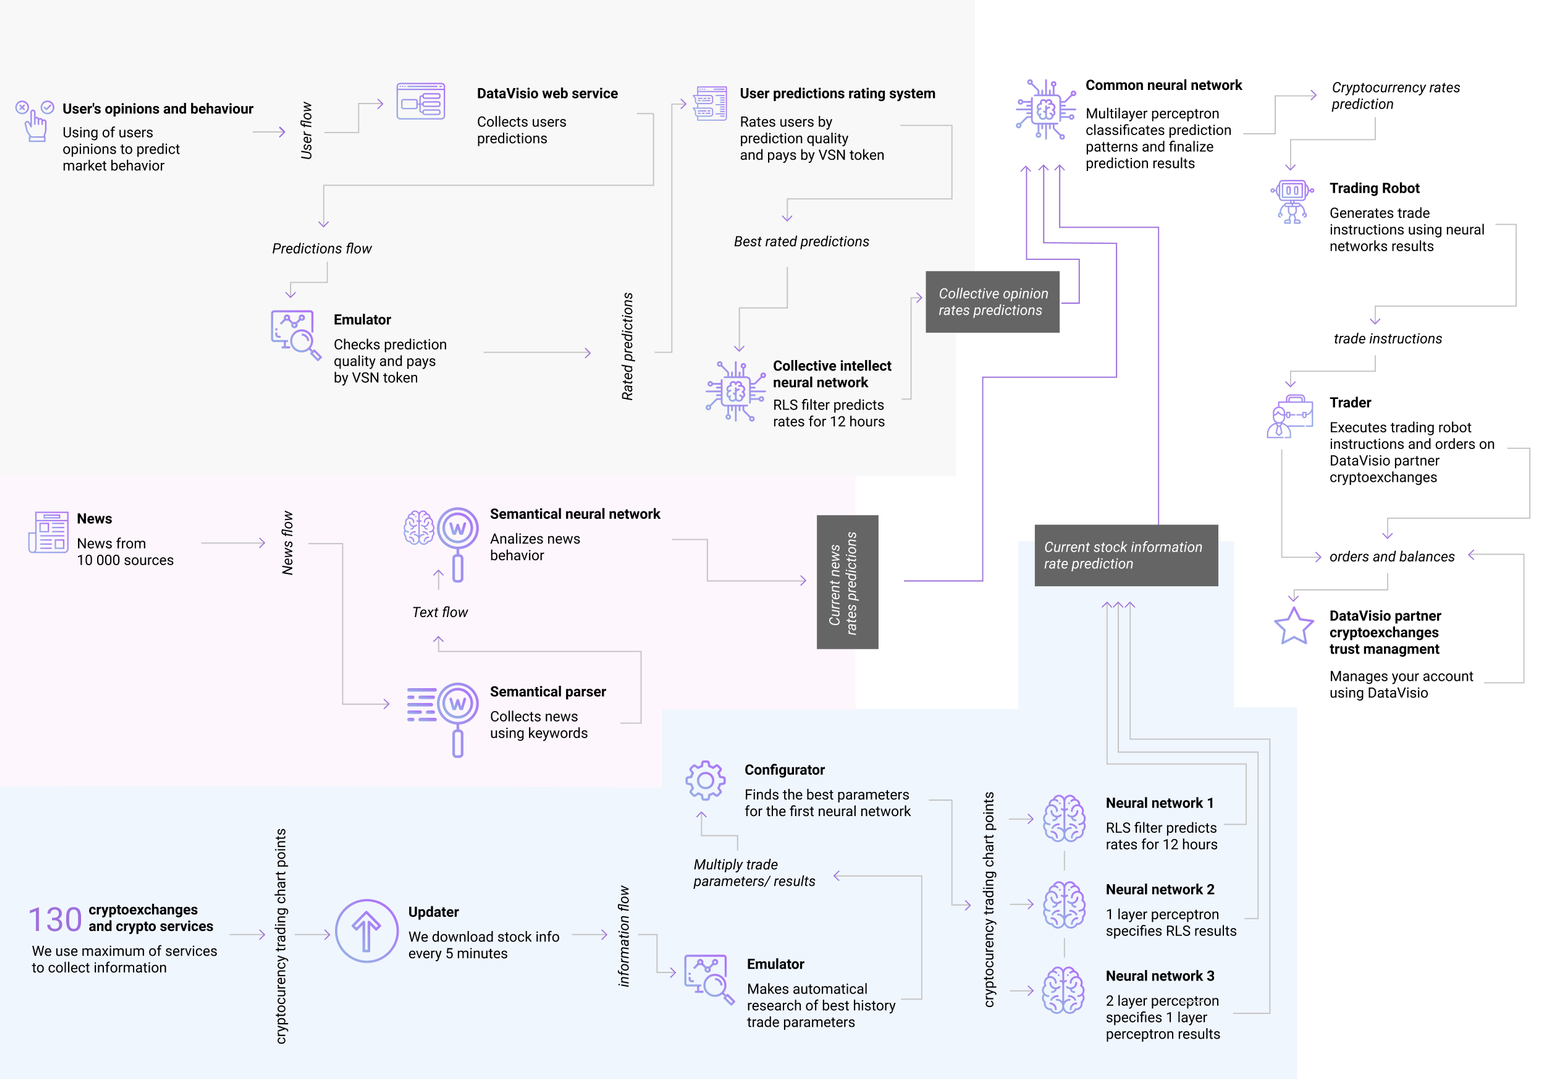 User's opinions and behaviour
Using of users
opinions to predict
market behavior
User flow
DataVisio web service
Collects users
predictions
Predictions flow
Emulator
Checks prediction
quality and pays
by VSN token
Rated predictions
User predictions rating system
Rates users by
prediction quality
and pays by VSN token
Best rated predictions
Collective intellect
neural network
RLS filter predicts
rates for 12 hours
Collective opinion
rates predictions
Common neural network
Multilayer perceptron
classificates prediction
patterns and finalize
prediction results
Cryptocurrency rates
prediction
Trading Robot
Generates trade
instructions using neural
networks results
trade instructions
Trader
Executes trading robot
instructions and orders on
DataVisio partner
cryptoexchanges
orders and balances
DataVisio partner
cryptoexchanges
trust managment
Manages your account
using DataVisio
News
News from
10 000 sources
News flow
W
Semantical neural network
Analizes news
behavior
Text flow
W
Semantical parser
Collects news
using keywords
Current news
rates predictions
Current stock information
rate prediction
130
cryptoexchanges
and crypto services
We use maximum of services
to collect information
cryptocurency trading chart points
Updater
We download stock info
every 5 minutes
information flow
Emulator
Makes automatical
research of best history
trade parameters
Multiply trade
parameters/ results
Configurator
Finds the best parameters
for the first neural network
cryptocurency trading chart points
Neural network 1
RLS filter predicts
rates for 12 hours
Neural network 2
1 layer perceptron
specifies RLS results
Neural network 3
2 layer perceptron
specifies 1 layer
perceptron results